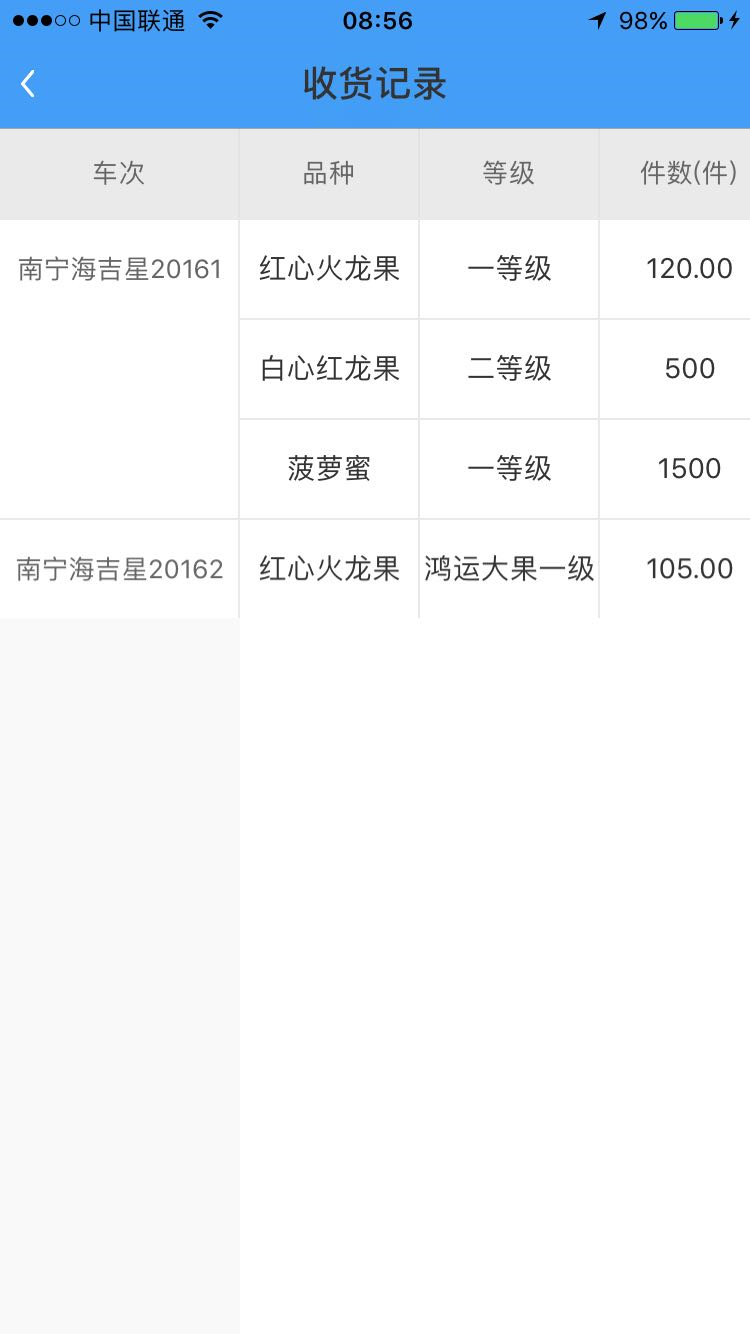 中国联通 08:56 98%
收货记录
车次 品种 等级 件数(件)
南宁海吉星20161 红心火龙果 一等级 120.00
白心红龙果 二等级 500
菠萝蜜 一等级 1500
南宁海吉星20162 红心火龙果 鸿运大果一级 105.00